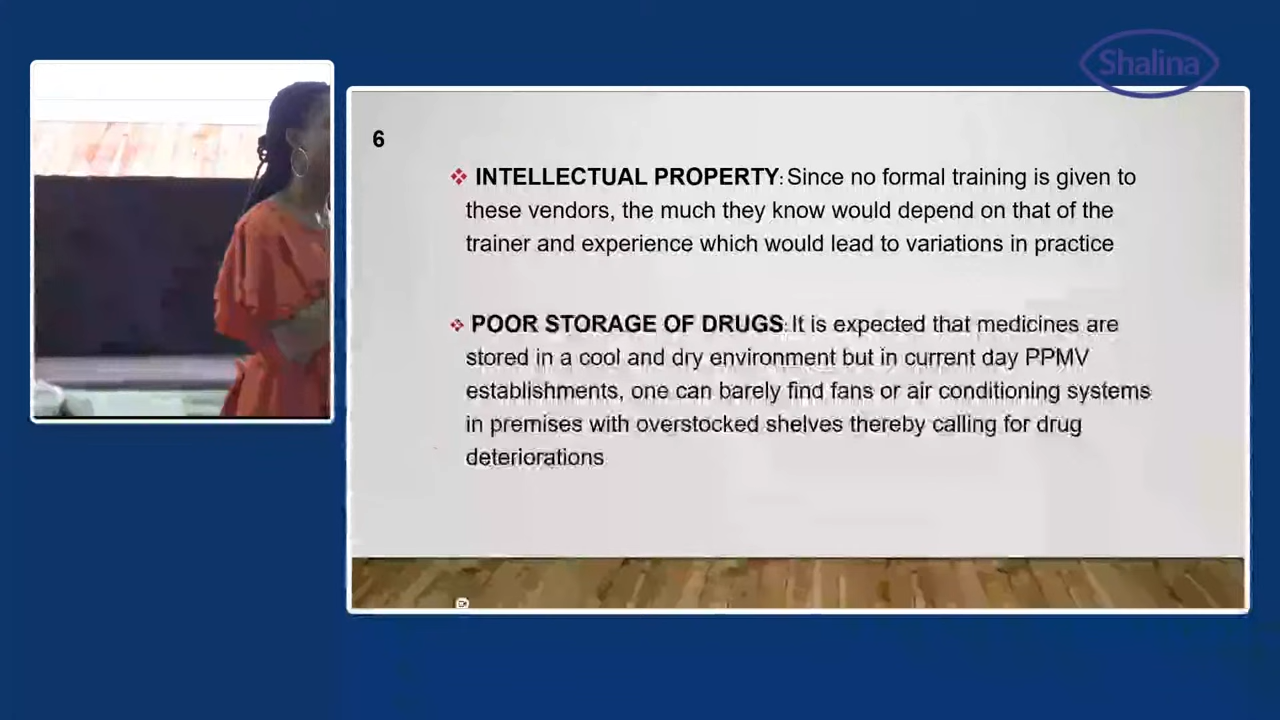 Shalina
6
INTELLECTUAL PROPERTY: Since no formal training is given to
these vendors, the much they know would depend on that of the
trainer and experience which would lead to variations in practice
POOR STORAGE OF DRUGS: It is expected that medicines are
stored in a cool and dry environment but in current day PPMV
establishments, one can barely find fans or air conditioning systems
in premises with overstocked shelves thereby calling for drug
deteriorations